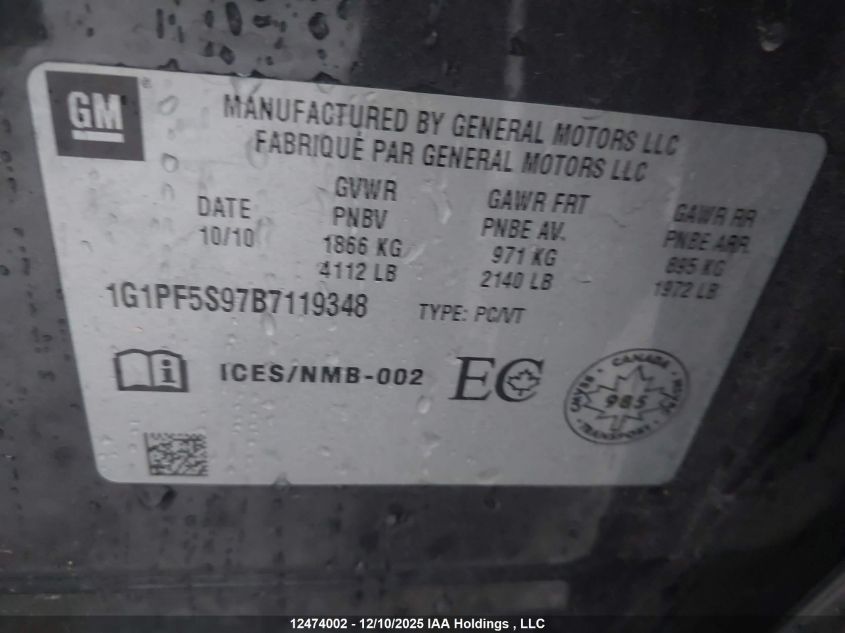 GM®
MANUFACTURED BY GENERAL MOTORS LLC
FABRIQUÉ PAR GENERAL MOTORS LLC
DATE
10/10
GVWR
PNBV
1866 KG
4112 LB
GAWR FRT
PNBE AV.
971 KG
2140 LB
GAWR RR
PNBE ARR.
895 KG
1972 LB
1G1PF5S97B7119348
TYPE: PC/VT
i ICES/NMB-002 EC
CANADA
985
TRANSPORT
12474002 - 12/10/2025 IAA Holdings , LLC